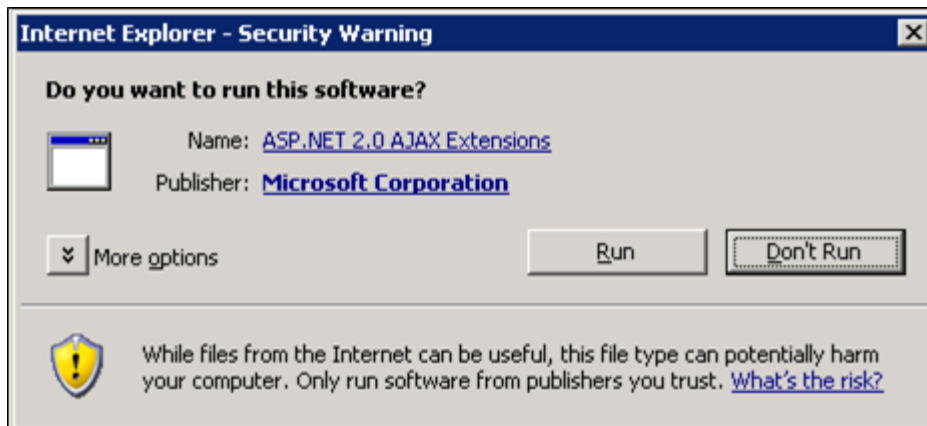 Internet Explorer - Security Warning
Do you want to run this software?
Name: ASP.NET 2.0 AJAX Extensions
Publisher: Microsoft Corporation
More options Run Don't Run
While files from the Internet can be useful, this file type can potentially harm
your computer. Only run software from publishers you trust. What's the risk?